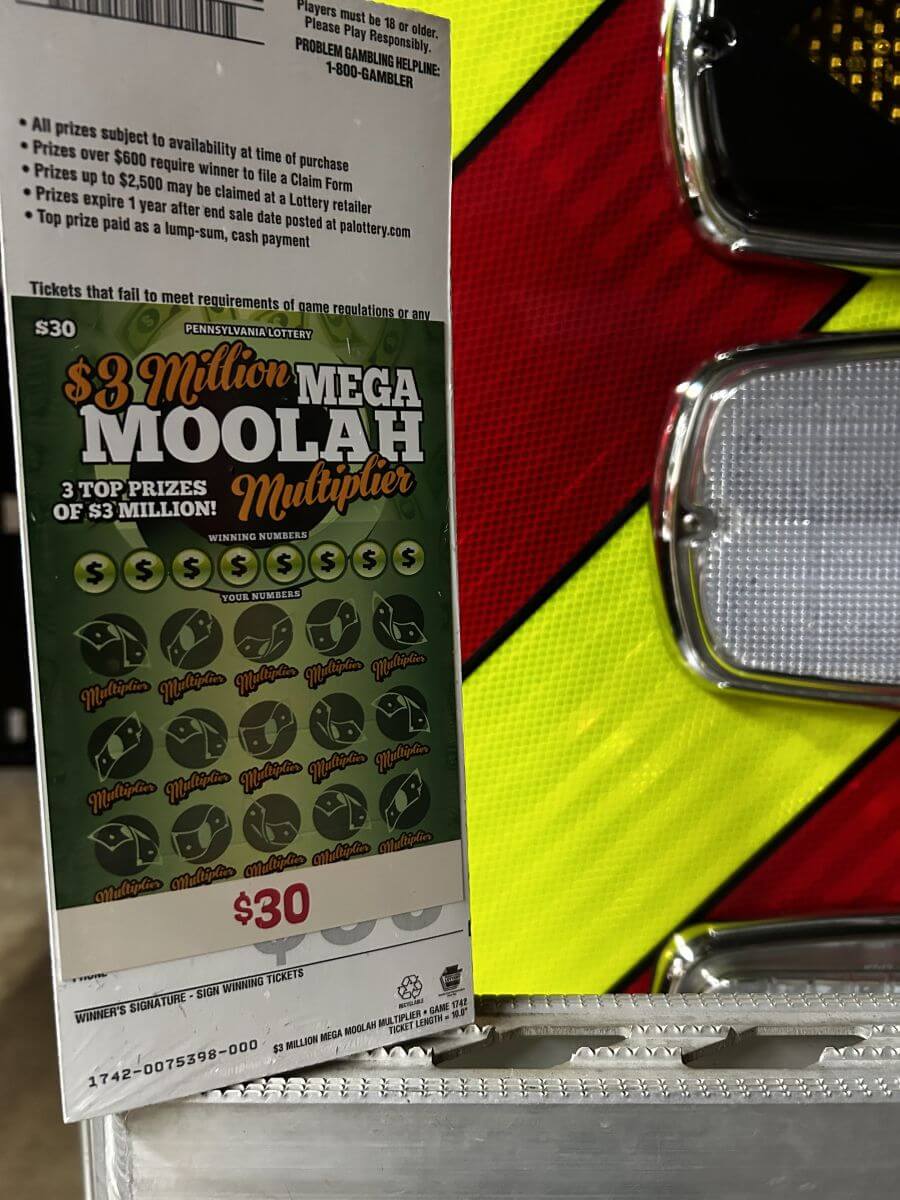 Players must be 18 or older.
Please Play Responsibly.
PROBLEM GAMBLING HELPLINE:
1-800-GAMBLER
• All prizes subject to availability at time of purchase
• Prizes over $600 require winner to file a Claim Form
• Prizes up to $2,500 may be claimed at a Lottery retailer
• Prizes expire 1 year after end sale date posted at palottery.com
• Top prize paid as a lump-sum, cash payment
Tickets that fail to meet requirements of game regulations or any
$30
PENNSYLVANIA LOTTERY
$3 Million MEGA
MOOLAH
Multiplier
3 TOP PRIZES
OF $3 MILLION!
WINNING NUMBERS
$ $ $ $ $ $ $ $
YOUR NUMBERS
Multiplier Multiplier Multiplier Multiplier Multiplier
Multiplier Multiplier Multiplier Multiplier Multiplier
Multiplier Multiplier Multiplier Multiplier Multiplier
$30
WINNER'S SIGNATURE - SIGN WINNING TICKETS
RECYCLABLE
$3 MILLION MEGA MOOLAH MULTIPLIER • GAME 1742
TICKET LENGTH = 10.0"
1742-0075398-000